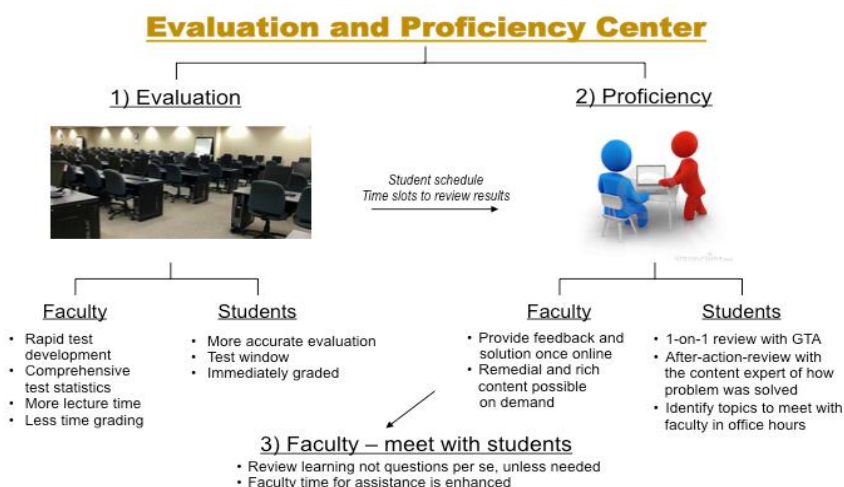 Evaluation and Proficiency Center
1) Evaluation
2) Proficiency
Student schedule
Time slots to review results
Faculty
• Rapid test
development
• Comprehensive
test statistics
• More lecture time
• Less time grading
Students
• More accurate evaluation
• Test window
• Immediately graded
Faculty
• Provide feedback and
solution once online
• Remedial and rich
content possible
on demand
Students
• 1-on-1 review with GTA
• After-action-review with
the content expert of how
problem was solved
• Identify topics to meet with
faculty in office hours
3) Faculty – meet with students
• Review learning not questions per se, unless needed
• Faculty time for assistance is enhanced